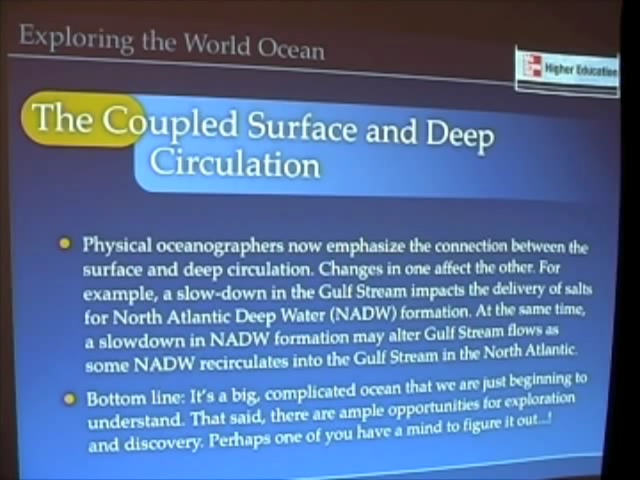 Exploring the World Ocean
Higher Education
The Coupled Surface and Deep
Circulation
Physical oceanographers now emphasize the connection between the
surface and deep circulation. Changes in one affect the other. For
example, a slow-down in the Gulf Stream impacts the delivery of salts
for North Atlantic Deep Water (NADW) formation. At the same time,
a slowdown in NADW formation may alter Gulf Stream flows as
some NADW recirculates into the Gulf Stream in the North Atlantic.
Bottom line: It's a big, complicated ocean that we are just beginning to
understand. That said, there are ample opportunities for exploration
and discovery. Perhaps one of you have a mind to figure it out...!